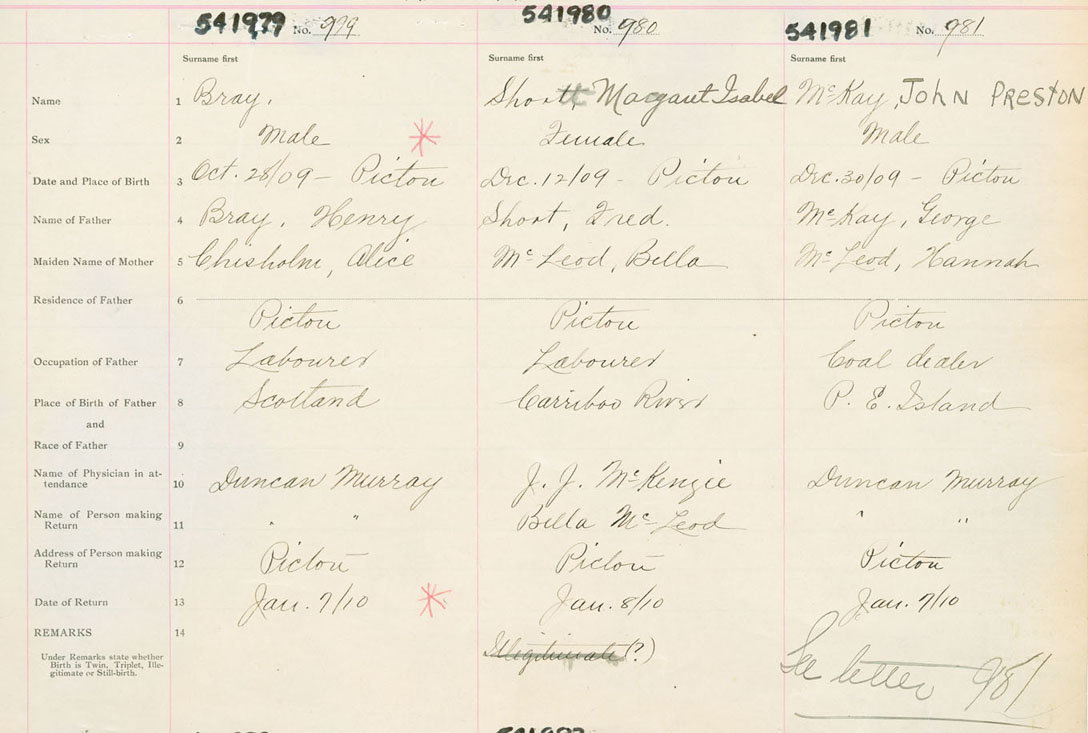 541979 No. 979 541980 No. 980 541981 No. 981
Surname first Surname first Surname first
Name 1 Bray, Shortt, Margaut Isabel McKay, JOHN PRESTON
Sex 2 Male Female Male
Date and Place of Birth 3 Oct. 28/09 - Pictou Dec. 12/09 - Pictou Dec. 30/09 - Pictou
Name of Father 4 Bray, Henry Short, Fred. McKay, George
Maiden Name of Mother 5 Chisholm, Alice McLeod, Bella McLeod, Hannah
Residence of Father 6
Pictou Pictou Pictou
Occupation of Father 7 Labourer Labourer Coal dealer
Place of Birth of Father 8 Scotland Carriboo River P. E. Island
and
Race of Father 9
Name of Physician in at-
tendance 10 Duncan Murray J. J. McKenzie Duncan Murray
Name of Person making
Return 11 " " Bella McLeod " "
Address of Person making
Return 12 Pictou Pictou Pictou
Date of Return 13 Jan. 7/10 Jan. 8/10 Jan. 7/10
REMARKS 14
Under Remarks state whether
Birth is Twin, Triplet, Ille-
gitimate or Still-birth.
Illegitimate (?)
See letter 981